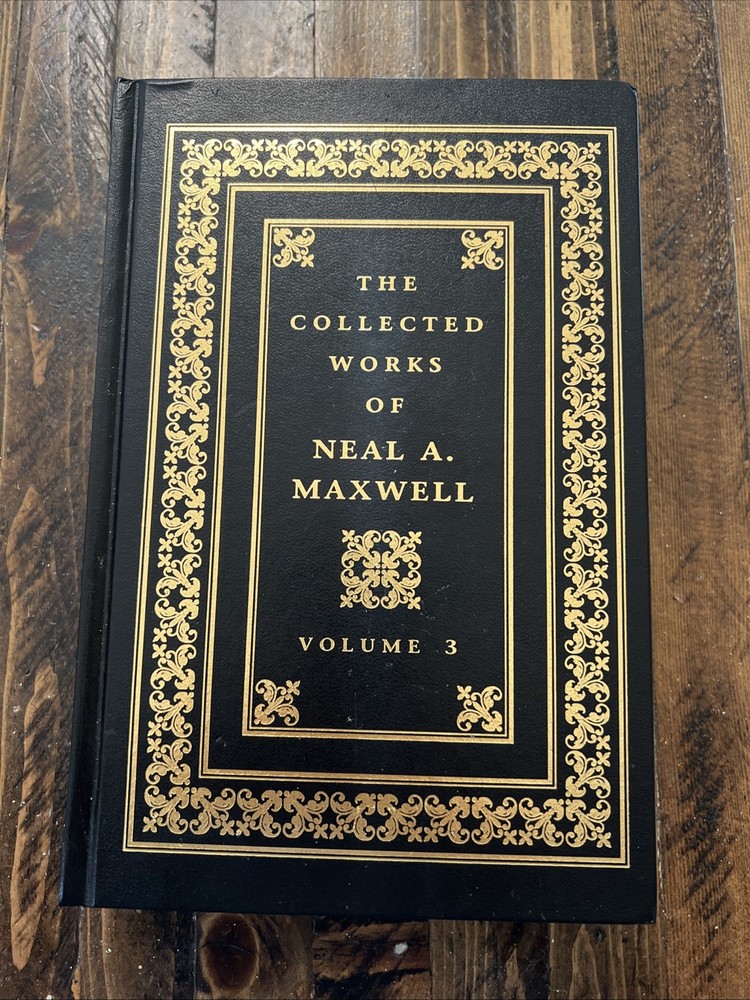 THE
COLLECTED
WORKS
OF
NEAL A.
MAXWELL
VOLUME 3